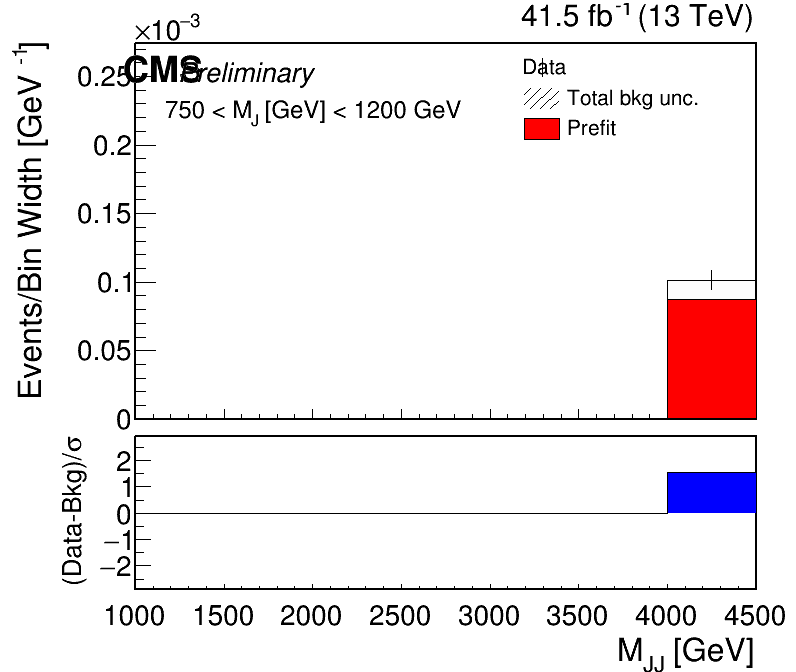 ×10⁻³
41.5 fb⁻¹ (13 TeV)
CMS Preliminary
750 < M_J [GeV] < 1200 GeV
Data
Total bkg unc.
Prefit
Events/Bin Width [GeV⁻¹]
0.25
0.2
0.15
0.1
0.05
0
(Data-Bkg)/σ
2
1
0
−1
−2
1000 1500 2000 2500 3000 3500 4000 4500
M_JJ [GeV]